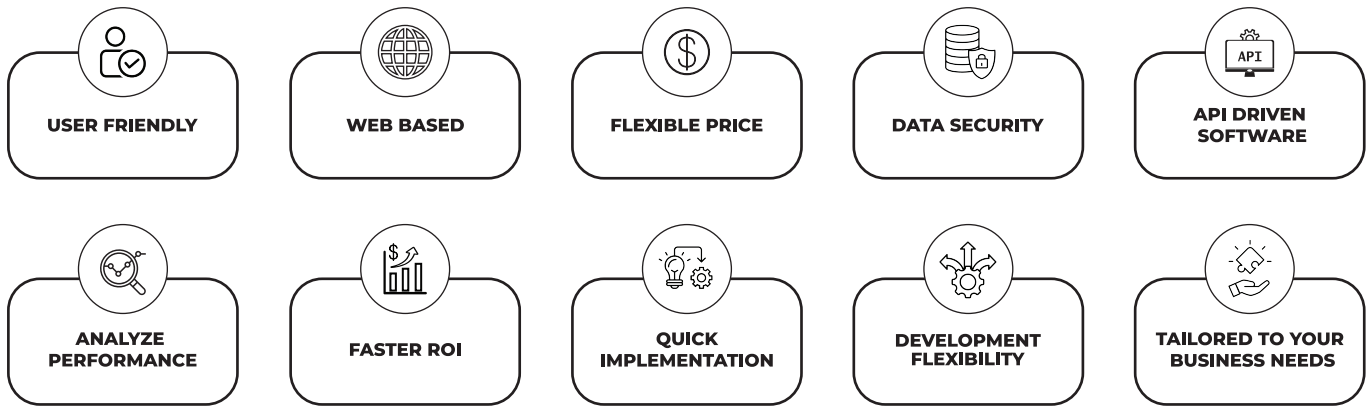 USER FRIENDLY
WEB BASED
$
FLEXIBLE PRICE
DATA SECURITY
API
API DRIVEN
SOFTWARE
ANALYZE
PERFORMANCE
$
FASTER ROI
QUICK
IMPLEMENTATION
DEVELOPMENT
FLEXIBILITY
TAILORED TO YOUR
BUSINESS NEEDS